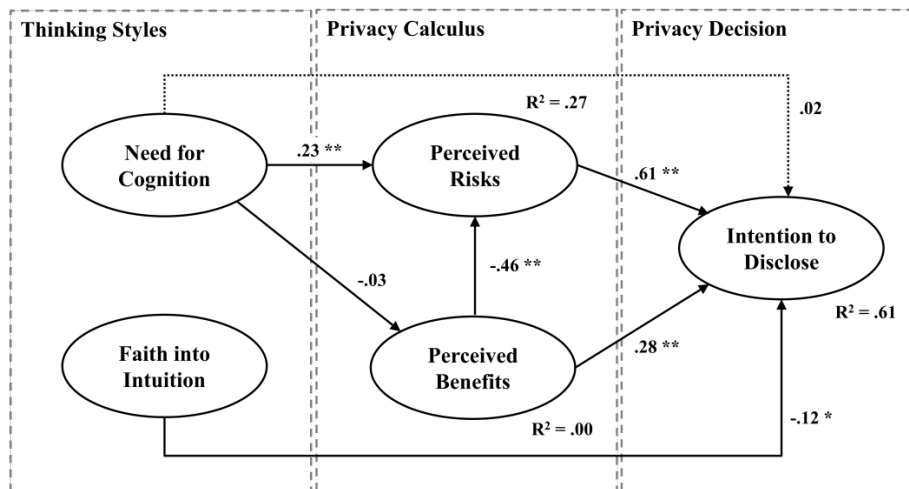 Thinking Styles
Privacy Calculus
Privacy Decision
R² = .27
.02
Need for
Cognition
.23 **
Perceived
Risks
.61 **
Intention to
Disclose
-.03
-.46 **
R² = .61
Faith into
Intuition
Perceived
Benefits
.28 **
R² = .00
-.12 *